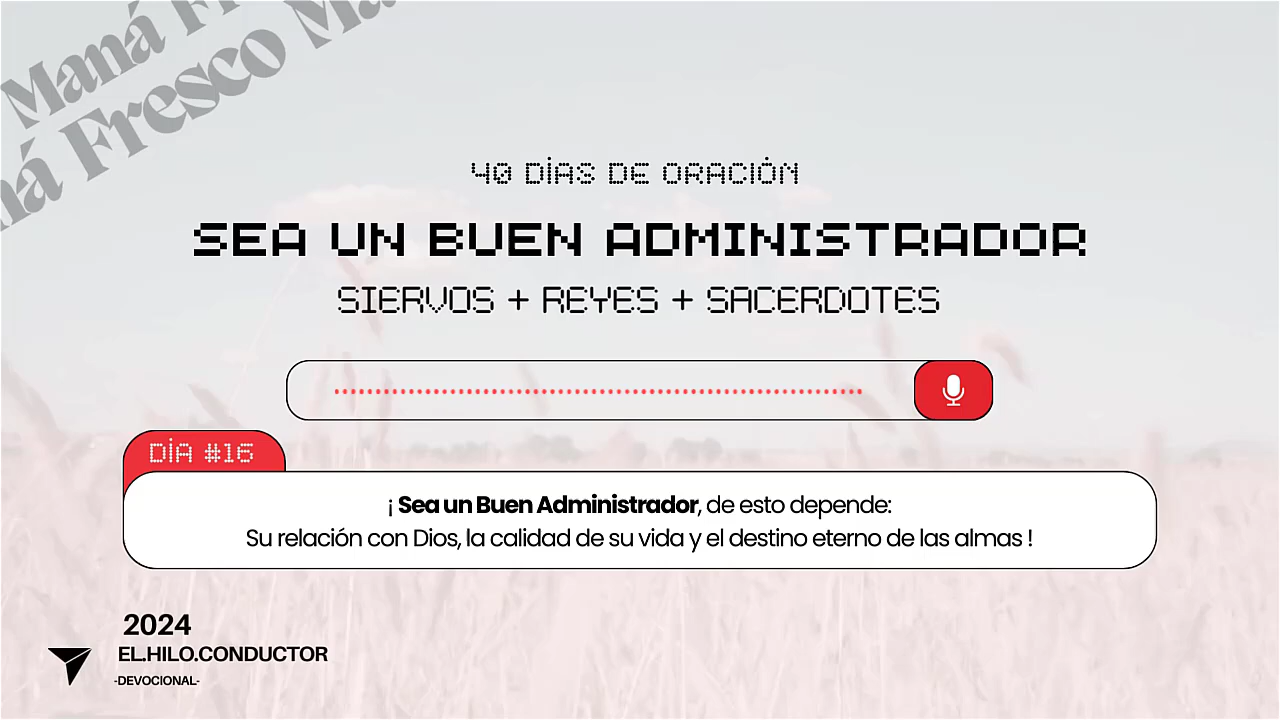 Maná Fr
ná Fresco Ma
40 DÍAS DE ORACIÓN
SEA UN BUEN ADMINISTRADOR
SIERVOS + REYES + SACERDOTES
DÍA #16
¡ Sea un Buen Administrador, de esto depende:
Su relación con Dios, la calidad de su vida y el destino eterno de las almas !
2024
EL.HILO.CONDUCTOR
-DEVOCIONAL-